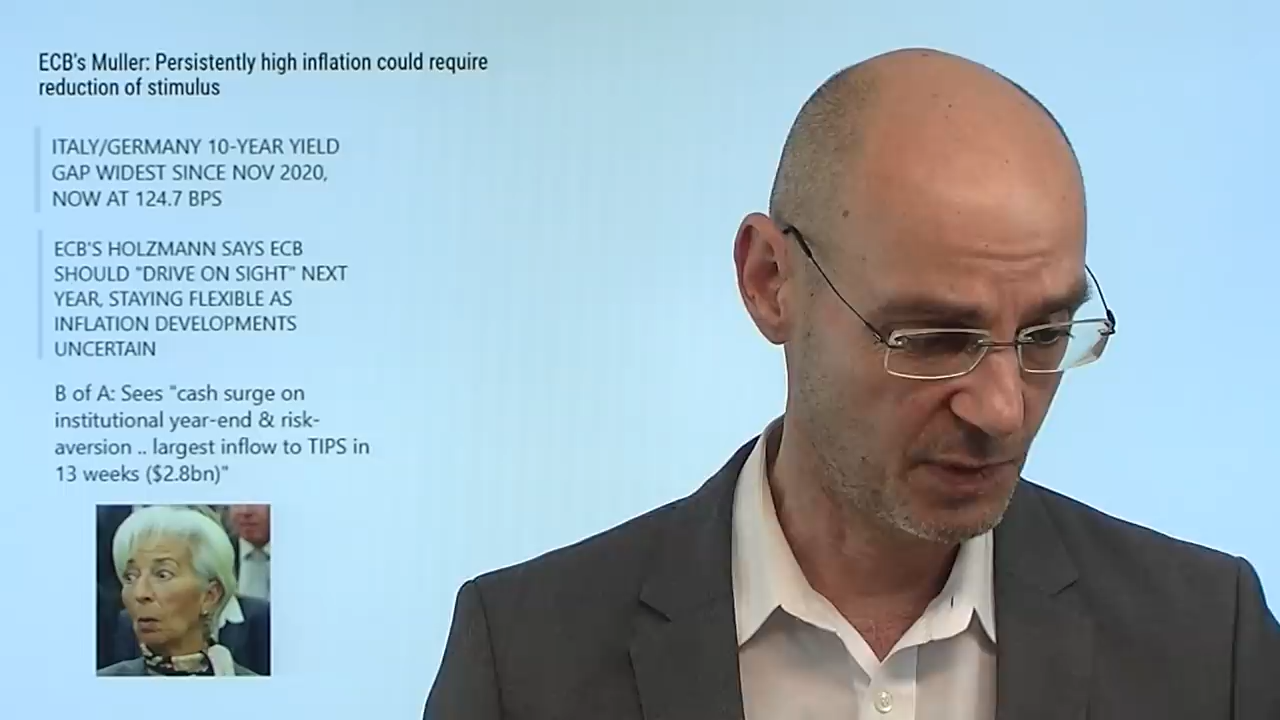 ECB's Muller: Persistently high inflation could require
reduction of stimulus
ITALY/GERMANY 10-YEAR YIELD
GAP WIDEST SINCE NOV 2020,
NOW AT 124.7 BPS
ECB'S HOLZMANN SAYS ECB
SHOULD "DRIVE ON SIGHT" NEXT
YEAR, STAYING FLEXIBLE AS
INFLATION DEVELOPMENTS
UNCERTAIN
B of A: Sees "cash surge on
institutional year-end & risk-
aversion .. largest inflow to TIPS in
13 weeks ($2.8bn)"